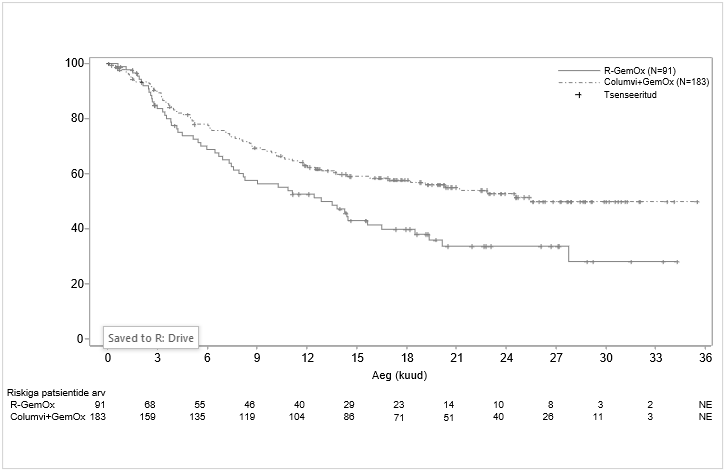 100
80
60
40
20
0
R-GemOx (N=91)
Columvi+GemOx (N=183)
Tsenseeritud
Saved to R: Drive
0 3 6 9 12 15 18 21 24 27 30 33 36
Aeg (kuud)
Riskiga patsientide arv
R-GemOx 91 68 55 46 40 29 23 14 10 8 3 2 NE
Columvi+GemOx 183 159 135 119 104 86 71 51 40 26 11 3 NE